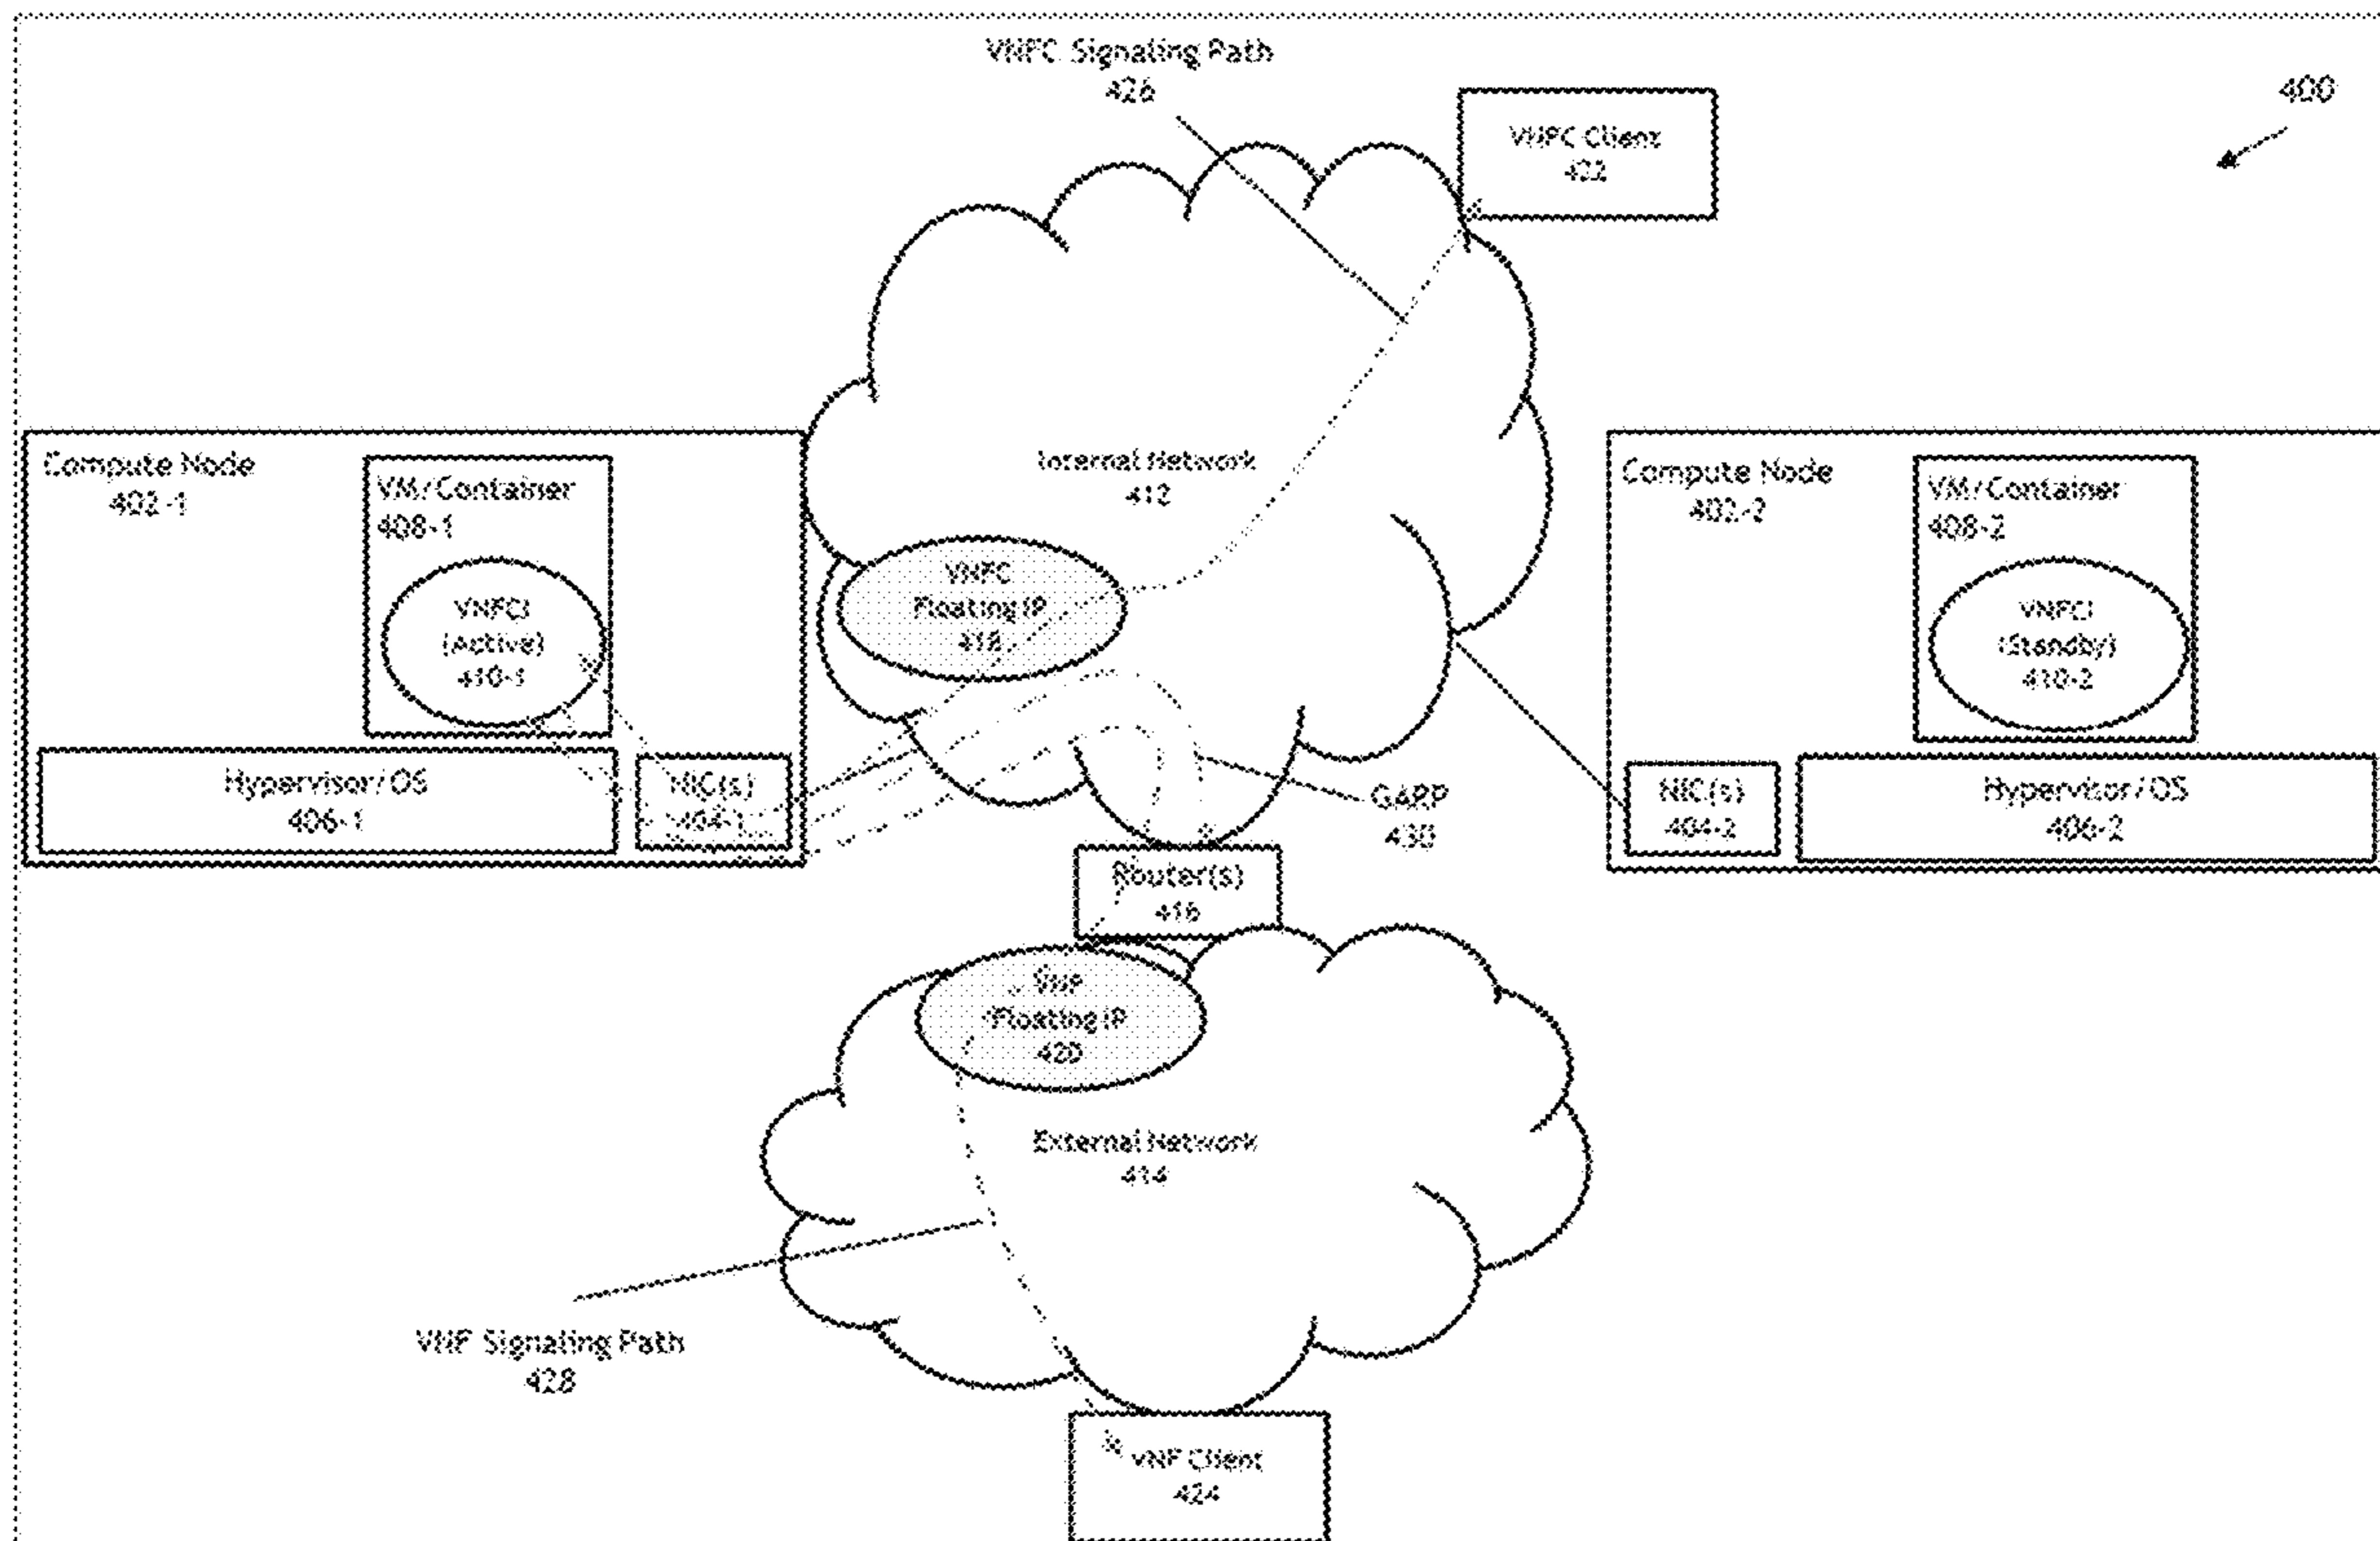 VNFC Signaling Path
426
400
VNFC Client
422
Compute Node
402-1
VM/Container
408-1
VNFCI
(Active)
410-1
Hypervisor/OS
406-1
NIC(s)
404-1
Internal Network
412
VNFC
Floating IP
418
Compute Node
402-2
VM/Container
408-2
VNFCI
(Standby)
410-2
NIC(s)
404-2
Hypervisor/OS
406-2
GARP
430
Router(s)
416
VNF
Floating IP
420
External Network
414
VNF Signaling Path
428
VNF Client
424